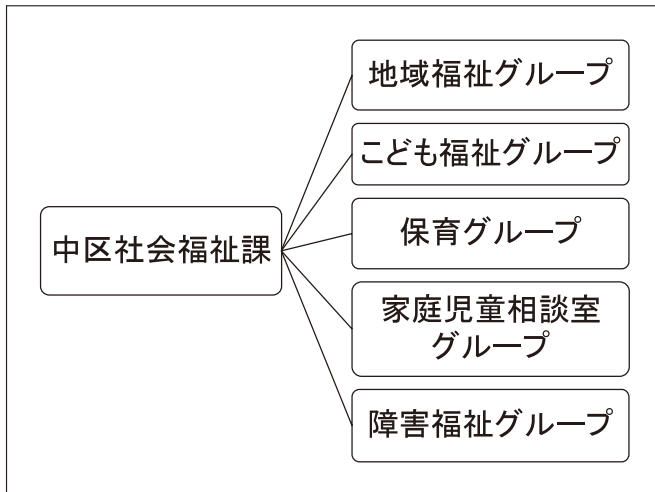 中区社会福祉課
地域福祉グループ
こども福祉グループ
保育グループ
家庭児童相談室
グループ
障害福祉グループ